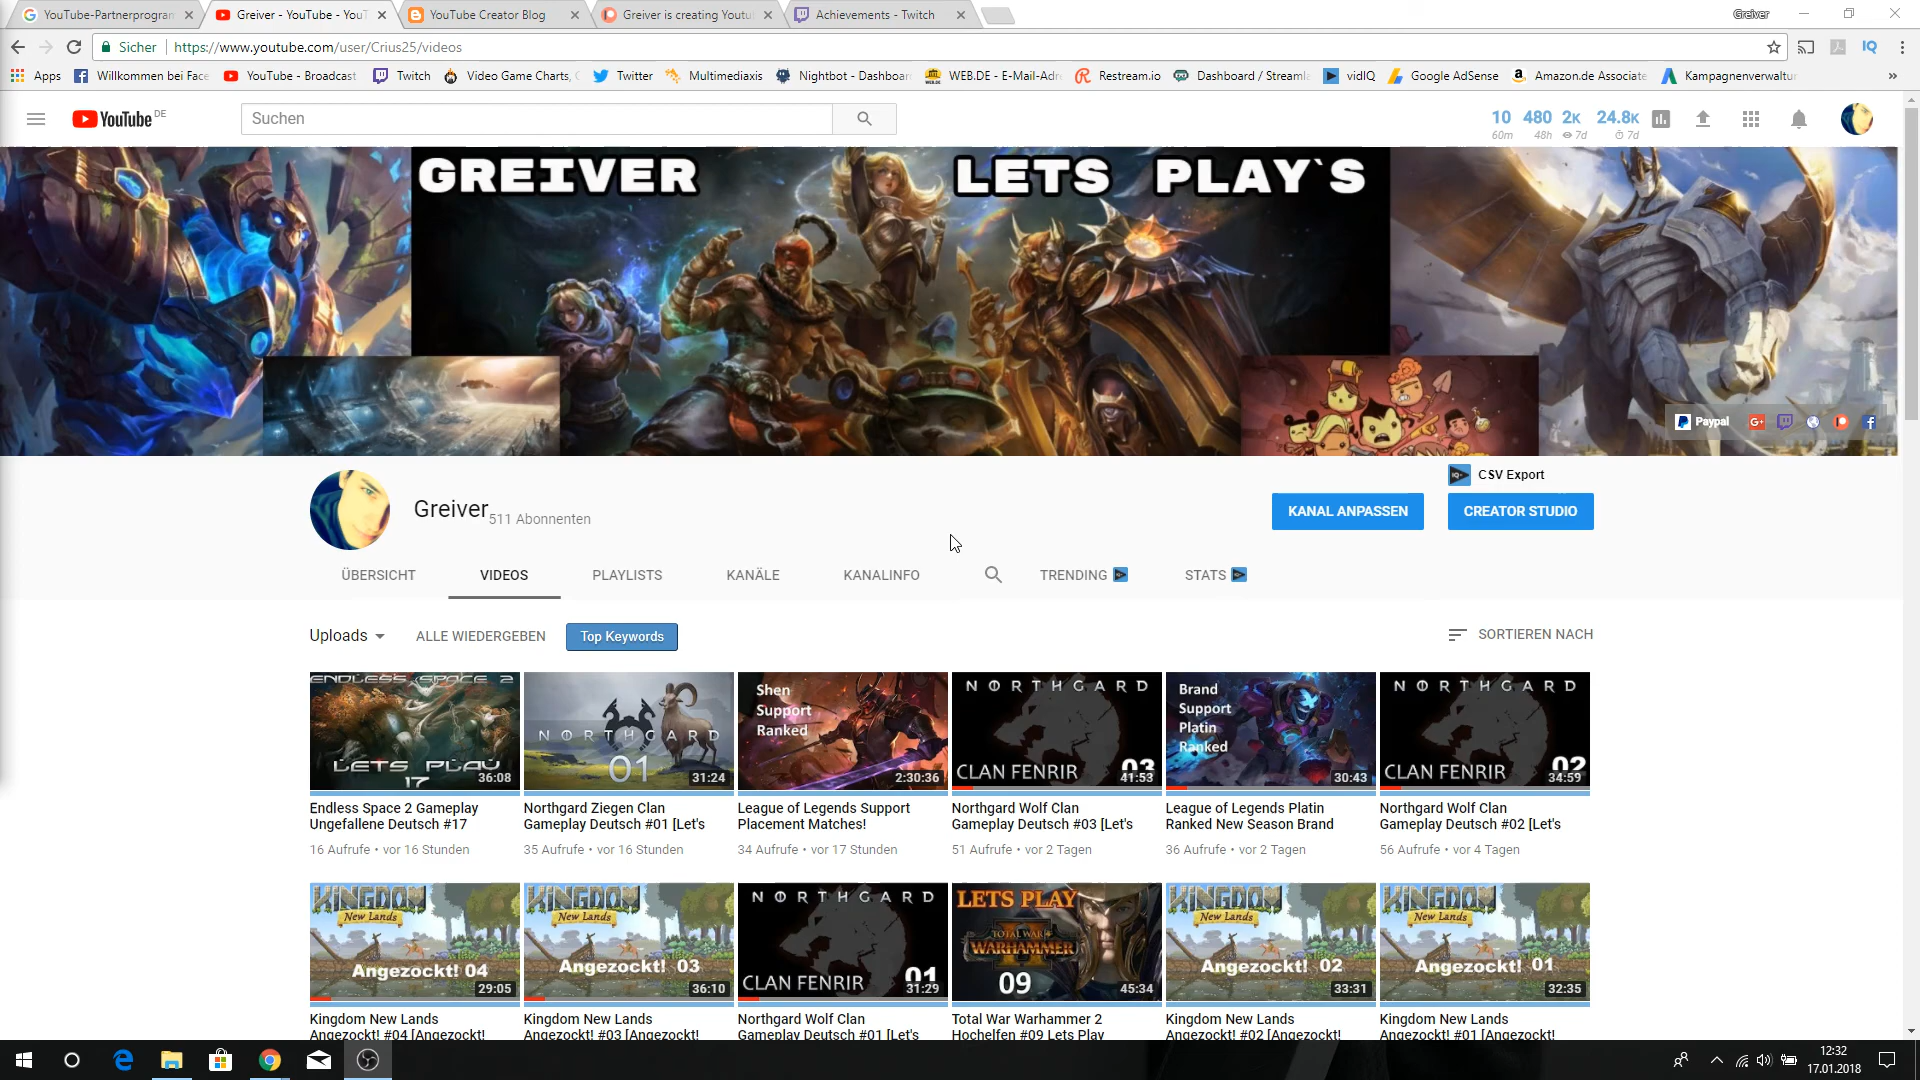 YouTube-Partnerprogram
Greiver - YouTube - YouT
YouTube Creator Blog
Greiver is creating Youtu
Achievements - Twitch
Greiver
Sicher
https://www.youtube.com/user/Crius25/videos
IQ
Apps
Willkommen bei Face
YouTube - Broadcast
Twitch
Video Game Charts,
Twitter
Multimediaxis
Nightbot - Dashboar
WEB.DE - E-Mail-Adr
Restream.io
Dashboard / Streamla
vidIQ
Google AdSense
Amazon.de Associate
Kampagnenverwaltur
»
YouTube DE
Suchen
10 480 2K 24.8K
60m 48h 7d 7d
GREIVER LETS PLAY`S
Paypal
G+
CSV Export
Greiver
511 Abonnenten
KANAL ANPASSEN
CREATOR STUDIO
ÜBERSICHT
VIDEOS
PLAYLISTS
KANÄLE
KANALINFO
TRENDING
STATS
Uploads
ALLE WIEDERGEBEN
Top Keywords
SORTIEREN NACH
ENDLESS SPACE 2
LETS PLAY
17
36:08
NORTHGARD
01
31:24
Shen
Support
Ranked
2:30:36
NORTHGARD
CLAN FENRIR
03
41:53
Brand
Support
Platin
Ranked
30:43
NORTHGARD
CLAN FENRIR
02
34:59
Endless Space 2 Gameplay
Ungefallene Deutsch #17
16 Aufrufe • vor 16 Stunden
Northgard Ziegen Clan
Gameplay Deutsch #01 [Let's
35 Aufrufe • vor 16 Stunden
League of Legends Support
Placement Matches!
34 Aufrufe • vor 17 Stunden
Northgard Wolf Clan
Gameplay Deutsch #03 [Let's
51 Aufrufe • vor 2 Tagen
League of Legends Platin
Ranked New Season Brand
36 Aufrufe • vor 2 Tagen
Northgard Wolf Clan
Gameplay Deutsch #02 [Let's
56 Aufrufe • vor 4 Tagen
KINGDOM
New Lands
Angezockt! 04
29:05
KINGDOM
New Lands
Angezockt! 03
36:10
NORTHGARD
CLAN FENRIR
01
31:29
LETS PLAY
II
TOTAL WAR
WARHAMMER
09
45:34
KINGDOM
New Lands
Angezockt! 02
33:31
KINGDOM
New Lands
Angezockt! 01
32:35
Kingdom New Lands
Angezockt! #04 [Angezockt!
Kingdom New Lands
Angezockt! #03 [Angezockt!
Northgard Wolf Clan
Gameplay Deutsch #01 [Let's
Total War Warhammer 2
Hochelfen #09 Lets Play
Kingdom New Lands
Angezockt! #02 [Angezockt!
Kingdom New Lands
Angezockt! #01 [Angezockt!
12:32
17.01.2018